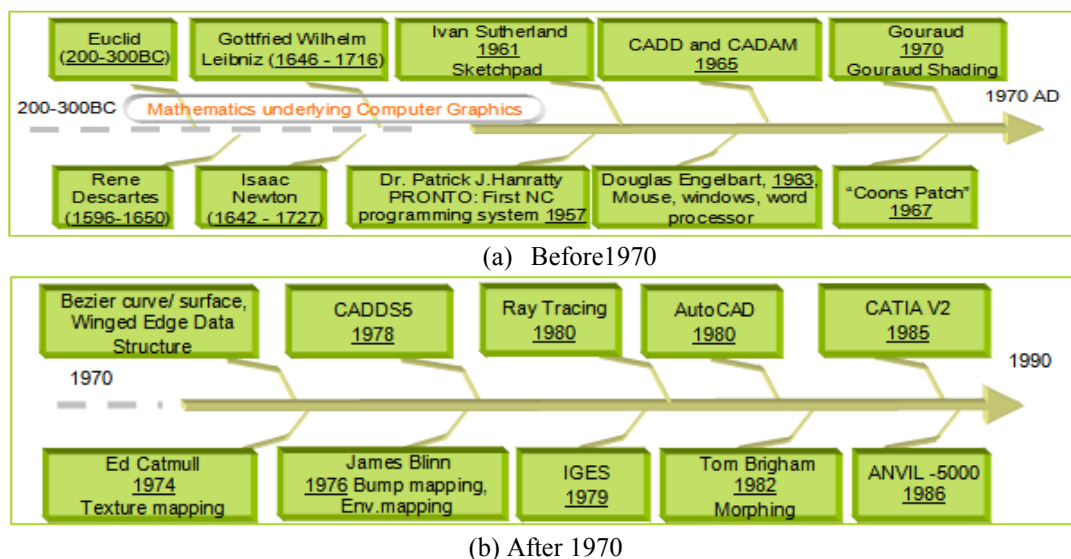 Euclid
(200-300BC)
Gottfried Wilhelm
Leibniz (1646 - 1716)
Ivan Sutherland
1961
Sketchpad
CADD and CADAM
1965
Gouraud
1970
Gouraud Shading
200-300BC
Mathematics underlying Computer Graphics
1970 AD
Rene
Descartes
(1596-1650)
Isaac
Newton
(1642 - 1727)
Dr. Patrick J.Hanratty
PRONTO: First NC
programming system 1957
Douglas Engelbart, 1963,
Mouse, windows, word
processor
“Coons Patch”
1967
(a) Before1970
Bezier curve/ surface,
Winged Edge Data
Structure
CADDS5
1978
Ray Tracing
1980
AutoCAD
1980
CATIA V2
1985
1970
1990
Ed Catmull
1974
Texture mapping
James Blinn
1976 Bump mapping,
Env.mapping
IGES
1979
Tom Brigham
1982
Morphing
ANVIL -5000
1986
(b) After 1970